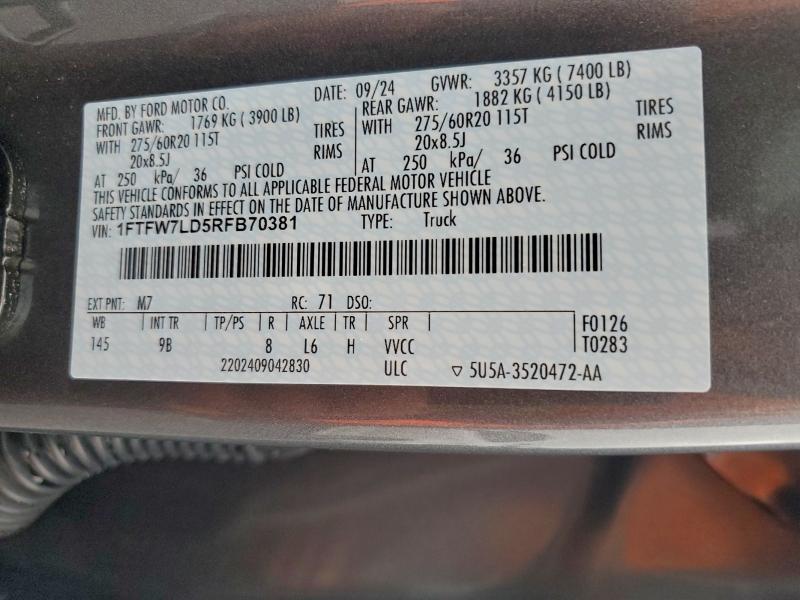 MFD. BY FORD MOTOR CO. DATE: 09/24 GVWR: 3357 KG ( 7400 LB)
FRONT GAWR: 1769 KG ( 3900 LB) REAR GAWR: 1882 KG ( 4150 LB)
WITH 275/60R20 115T TIRES WITH 275/60R20 115T TIRES
20x8.5J RIMS 20x8.5J RIMS
AT 250 kPa/ 36 PSI COLD AT 250 kPa/ 36 PSI COLD
THIS VEHICLE CONFORMS TO ALL APPLICABLE FEDERAL MOTOR VEHICLE
SAFETY STANDARDS IN EFFECT ON THE DATE OF MANUFACTURE SHOWN ABOVE.
VIN: 1FTFW7LD5RFB70381 TYPE: Truck
EXT PNT: M7 RC: 71 DSO:
WB INT TR TP/PS R AXLE TR SPR F0126
145 9B 8 L6 H VVCC T0283
2202409042830 ULC ▽ 5U5A-3520472-AA